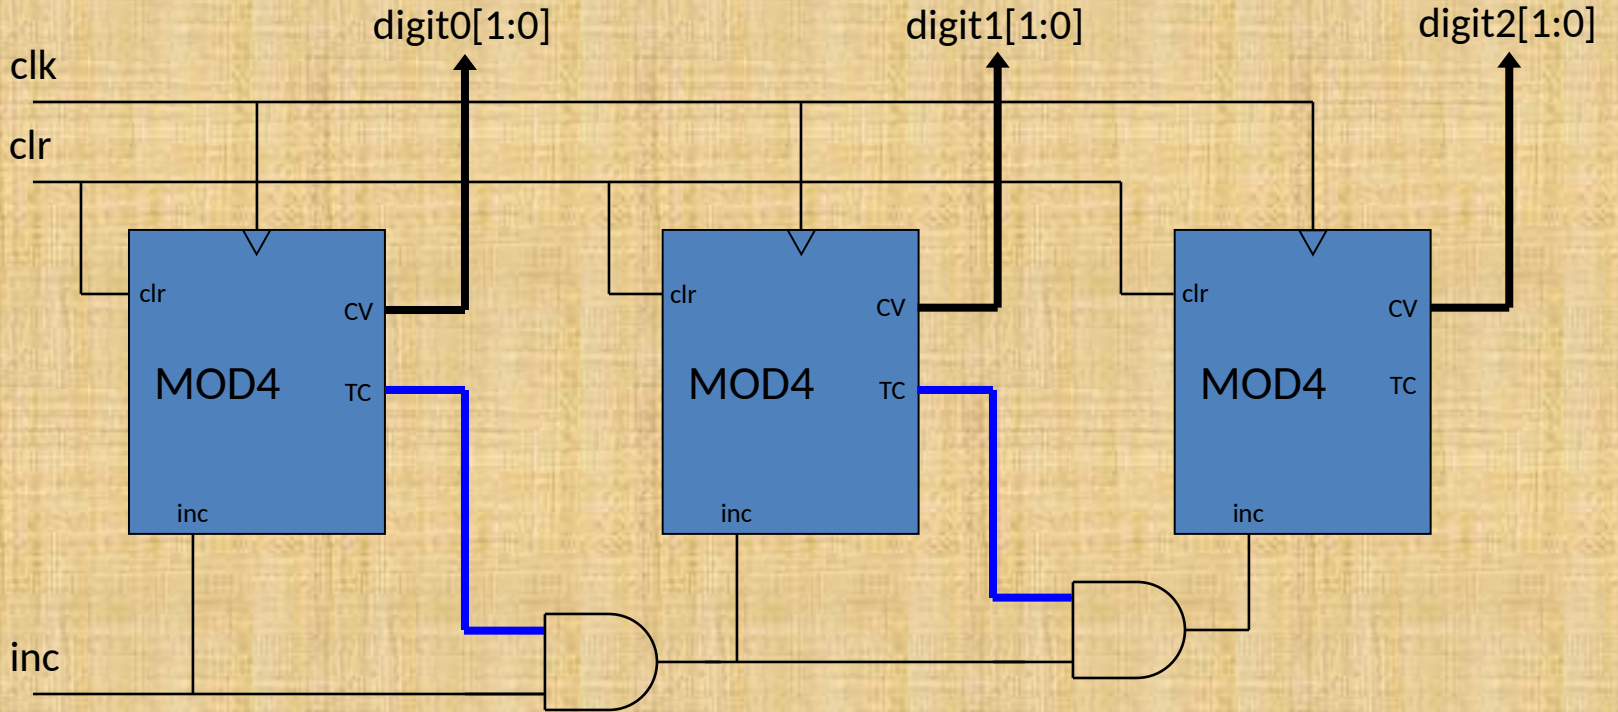 digit0[1:0]
digit1[1:0]
digit2[1:0]
clk
clr
clr
CV
MOD4
TC
inc
clr
CV
MOD4
TC
inc
clr
CV
MOD4
TC
inc
inc